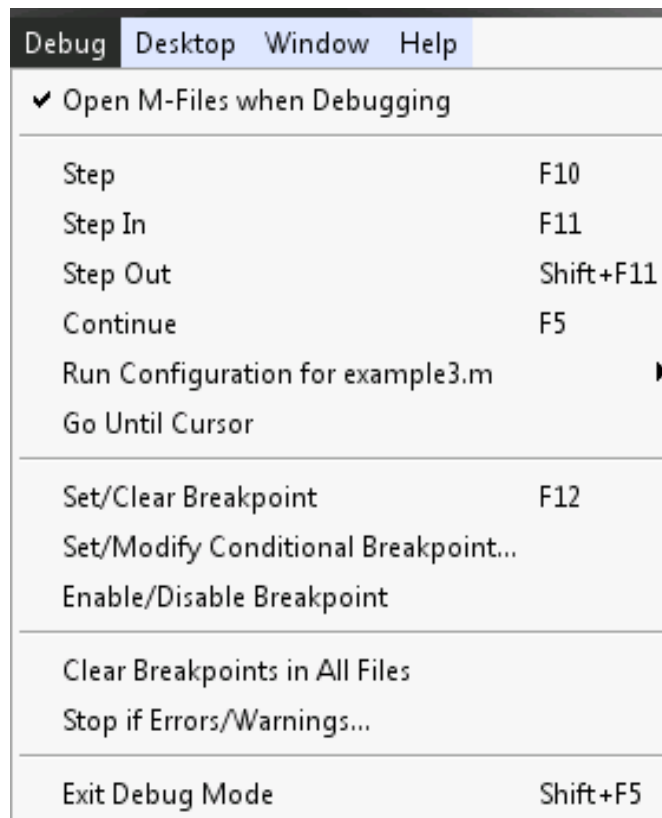 Debug Desktop Window Help
✔ Open M-Files when Debugging
Step F10
Step In F11
Step Out Shift+F11
Continue F5
Run Configuration for example3.m
Go Until Cursor
Set/Clear Breakpoint F12
Set/Modify Conditional Breakpoint...
Enable/Disable Breakpoint
Clear Breakpoints in All Files
Stop if Errors/Warnings...
Exit Debug Mode Shift+F5